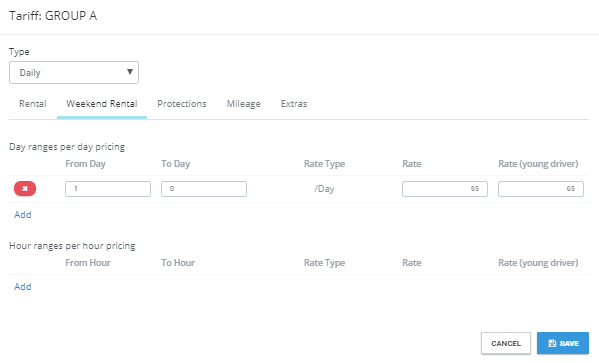 Tariff: GROUP A
Type
Daily
Rental Weekend Rental Protections Mileage Extras
Day ranges per day pricing
From Day To Day Rate Type Rate Rate (young driver)
1 0 /Day 55 65
Add
Hour ranges per hour pricing
From Hour To Hour Rate Type Rate Rate (young driver)
Add
CANCEL SAVE